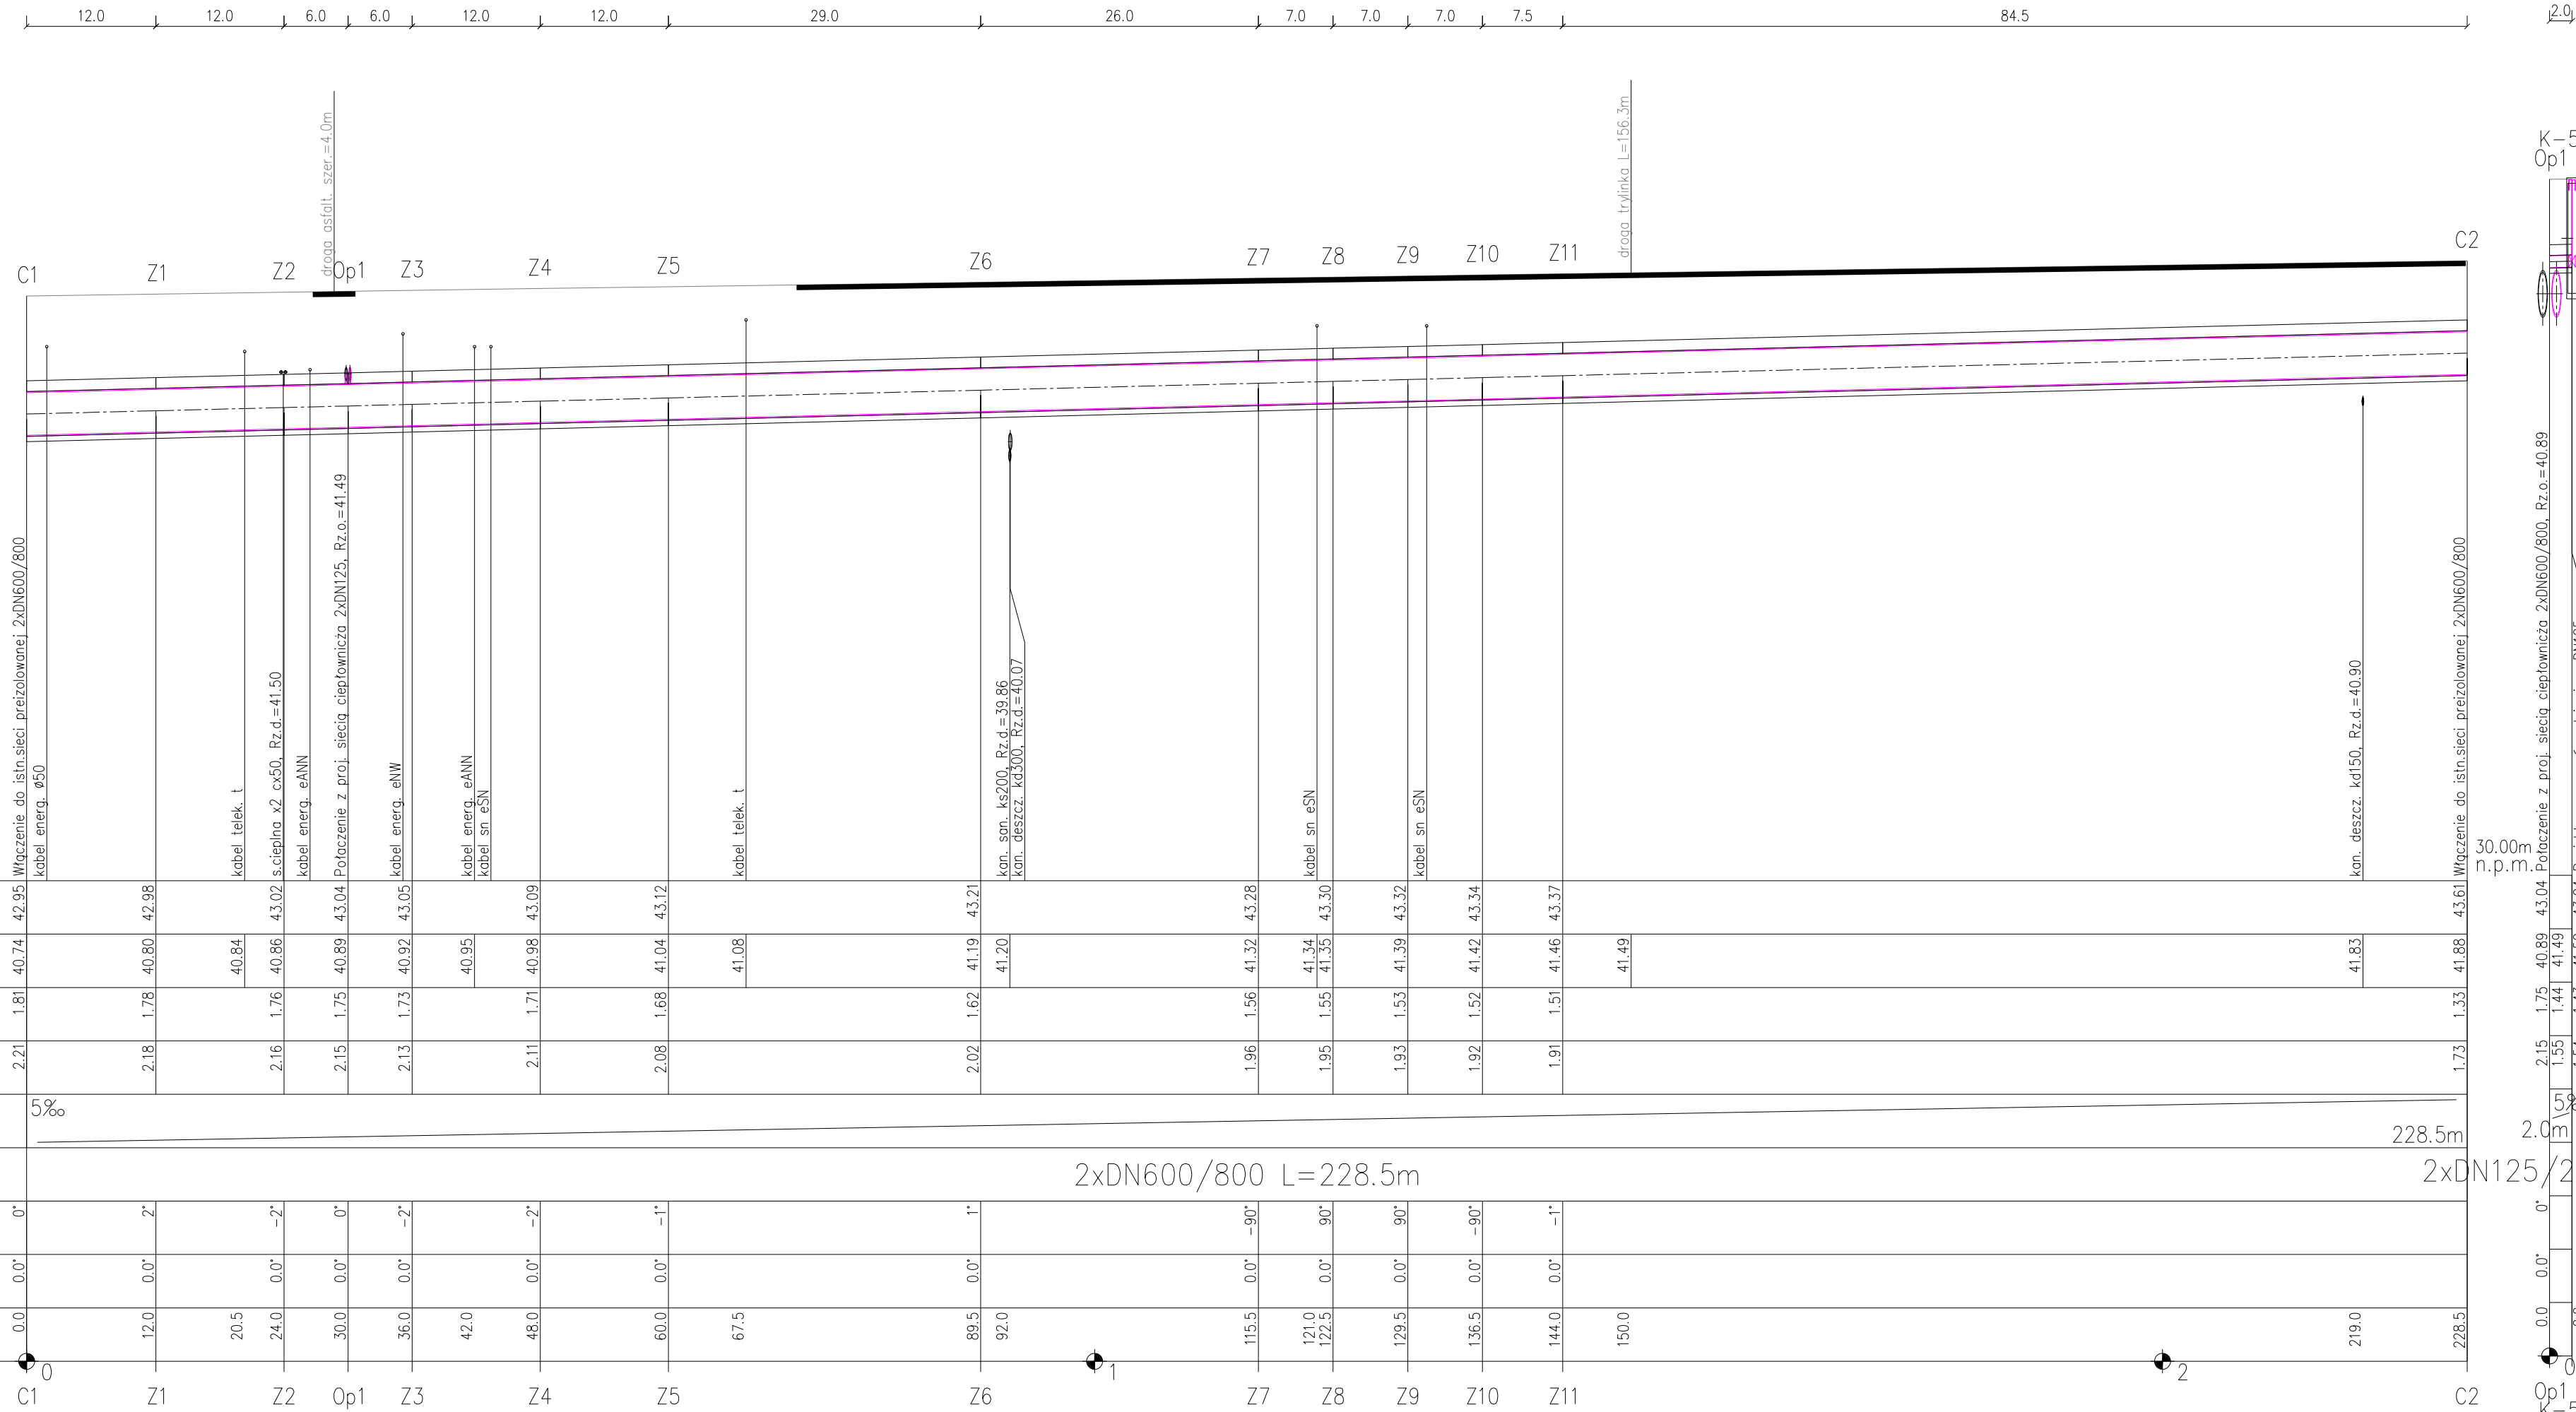 12.0 12.0 6.0 6.0 12.0 12.0 29.0 26.0 7.0 7.0 7.0 7.5 84.5 2.0
droga asfalt. szer.=4.0m
droga trylinka L=156.3m
K-5
Op1
C1 Z1 Z2 Op1 Z3 Z4 Z5 Z6 Z7 Z8 Z9 Z10 Z11 C2
Włączenie do istn.sieci preizolowanej 2xDN600/800
kabel energ. ø50
kabel telek. t
s.cieplna x2 cx50, Rz.d.=41.50
kabel energ. eANN
Połączenie z proj. siecią ciepłowniczą 2xDN125, Rz.o.=41.49
kabel energ. eNW
kabel energ. eANN
kabel sn eSN
kabel telek. t
kan. san. ks200, Rz.d.=39.86
kan. deszcz. kd300, Rz.d.=40.07
kabel sn eSN
kabel sn eSN
kan. deszcz. kd150, Rz.d.=40.90
Włączenie do istn.sieci preizolowanej 2xDN600/800
30.00m
n.p.m.
Połączenie z proj. siecią ciepłowniczą 2xDN600/800, Rz.o.=40.89
42.95 42.98 43.02 43.04 43.05 43.09 43.12 43.21 43.28 43.30 43.32 43.34 43.37 43.61 43.04
40.74 40.80 40.84 40.86 40.89 40.92 40.95 40.98 41.04 41.08 41.19 41.20 41.32 41.34 41.35 41.39 41.42 41.46 41.49 41.83 41.88 40.89 41.49
1.81 1.78 1.76 1.75 1.73 1.71 1.68 1.62 1.56 1.55 1.53 1.52 1.51 1.33 1.75 1.44
2.21 2.18 2.16 2.15 2.13 2.11 2.08 2.02 1.96 1.95 1.93 1.92 1.91 1.73 2.15 1.55
5‰ 228.5m 5‰ 2.0m
2xDN600/800 L=228.5m 2xDN125/2
0° 2° -2° 0° -2° -2° -1° 1° -90° 90° 90° -90° -1° 0°
0.0° 0.0° 0.0° 0.0° 0.0° 0.0° 0.0° 0.0° 0.0° 0.0° 0.0° 0.0° 0.0° 0.0°
0.0 12.0 20.5 24.0 30.0 36.0 42.0 48.0 60.0 67.5 89.5 92.0 115.5 121.0 122.5 129.5 136.5 144.0 150.0 219.0 228.5 0.0
0 1 2 0
C1 Z1 Z2 Op1 Z3 Z4 Z5 Z6 Z7 Z8 Z9 Z10 Z11 C2 Op1
K-5